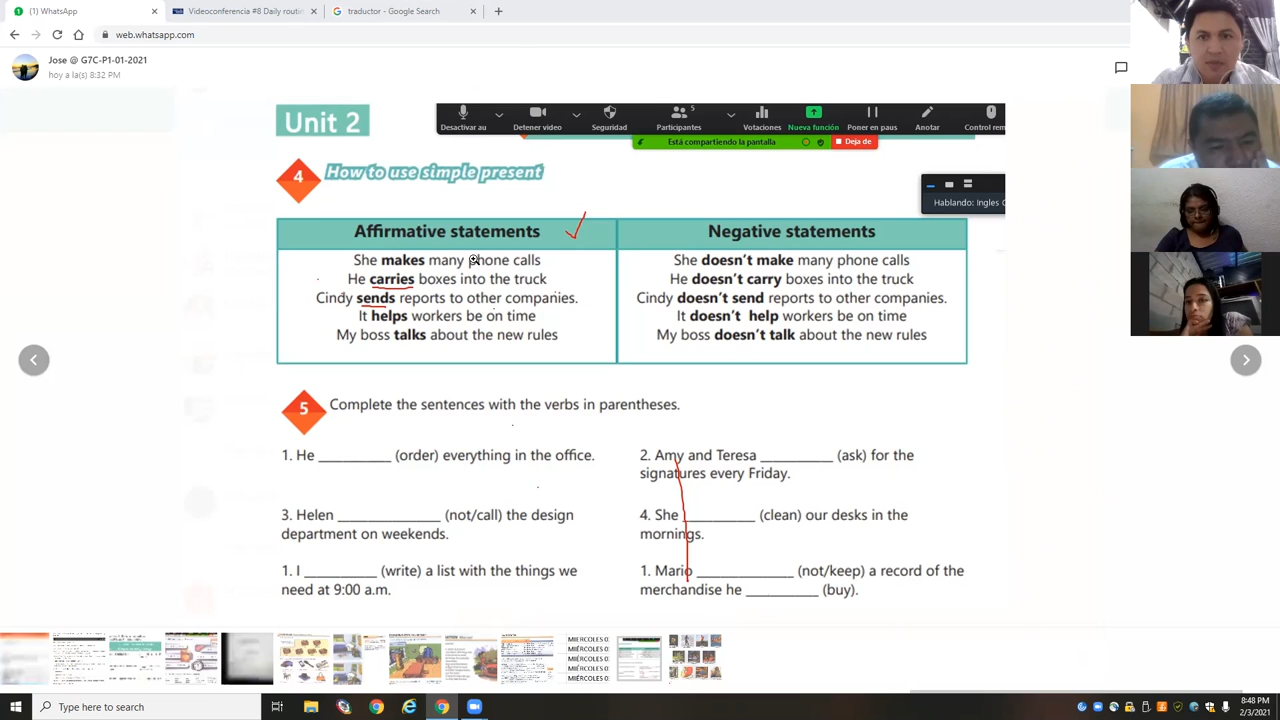 (1) WhatsApp
Videoconferencia #8 Daily routin
traductor - Google Search
web.whatsapp.com
Jose @ G7C-P1-01-2021
hoy a la(s) 8:32 PM
Unit 2
Desactivar au
Detener video
Seguridad
5
Participantes
Votaciones
Nueva función
Poner en paus
Anotar
Control rem
Está compartiendo la pantalla
Deja de
4
How to use simple present
Hablando: Ingles C
Affirmative statements
Negative statements
She makes many phone calls
She doesn't make many phone calls
He carries boxes into the truck
He doesn't carry boxes into the truck
Cindy sends reports to other companies.
Cindy doesn't send reports to other companies.
It helps workers be on time
It doesn't help workers be on time
My boss talks about the new rules
My boss doesn't talk about the new rules
5
Complete the sentences with the verbs in parentheses.
1. He _________ (order) everything in the office.
2. Amy and Teresa _________ (ask) for the
signatures every Friday.
3. Helen _____________ (not/call) the design
department on weekends.
4. She _________ (clean) our desks in the
mornings.
1. I _________ (write) a list with the things we
need at 9:00 a.m.
1. Mario ____________ (not/keep) a record of the
merchandise he _________ (buy).
MIERCOLES 0
MIERCOLES 0
MIERCOLES 0
MIERCOLES 0
Type here to search
8:48 PM
2/3/2021